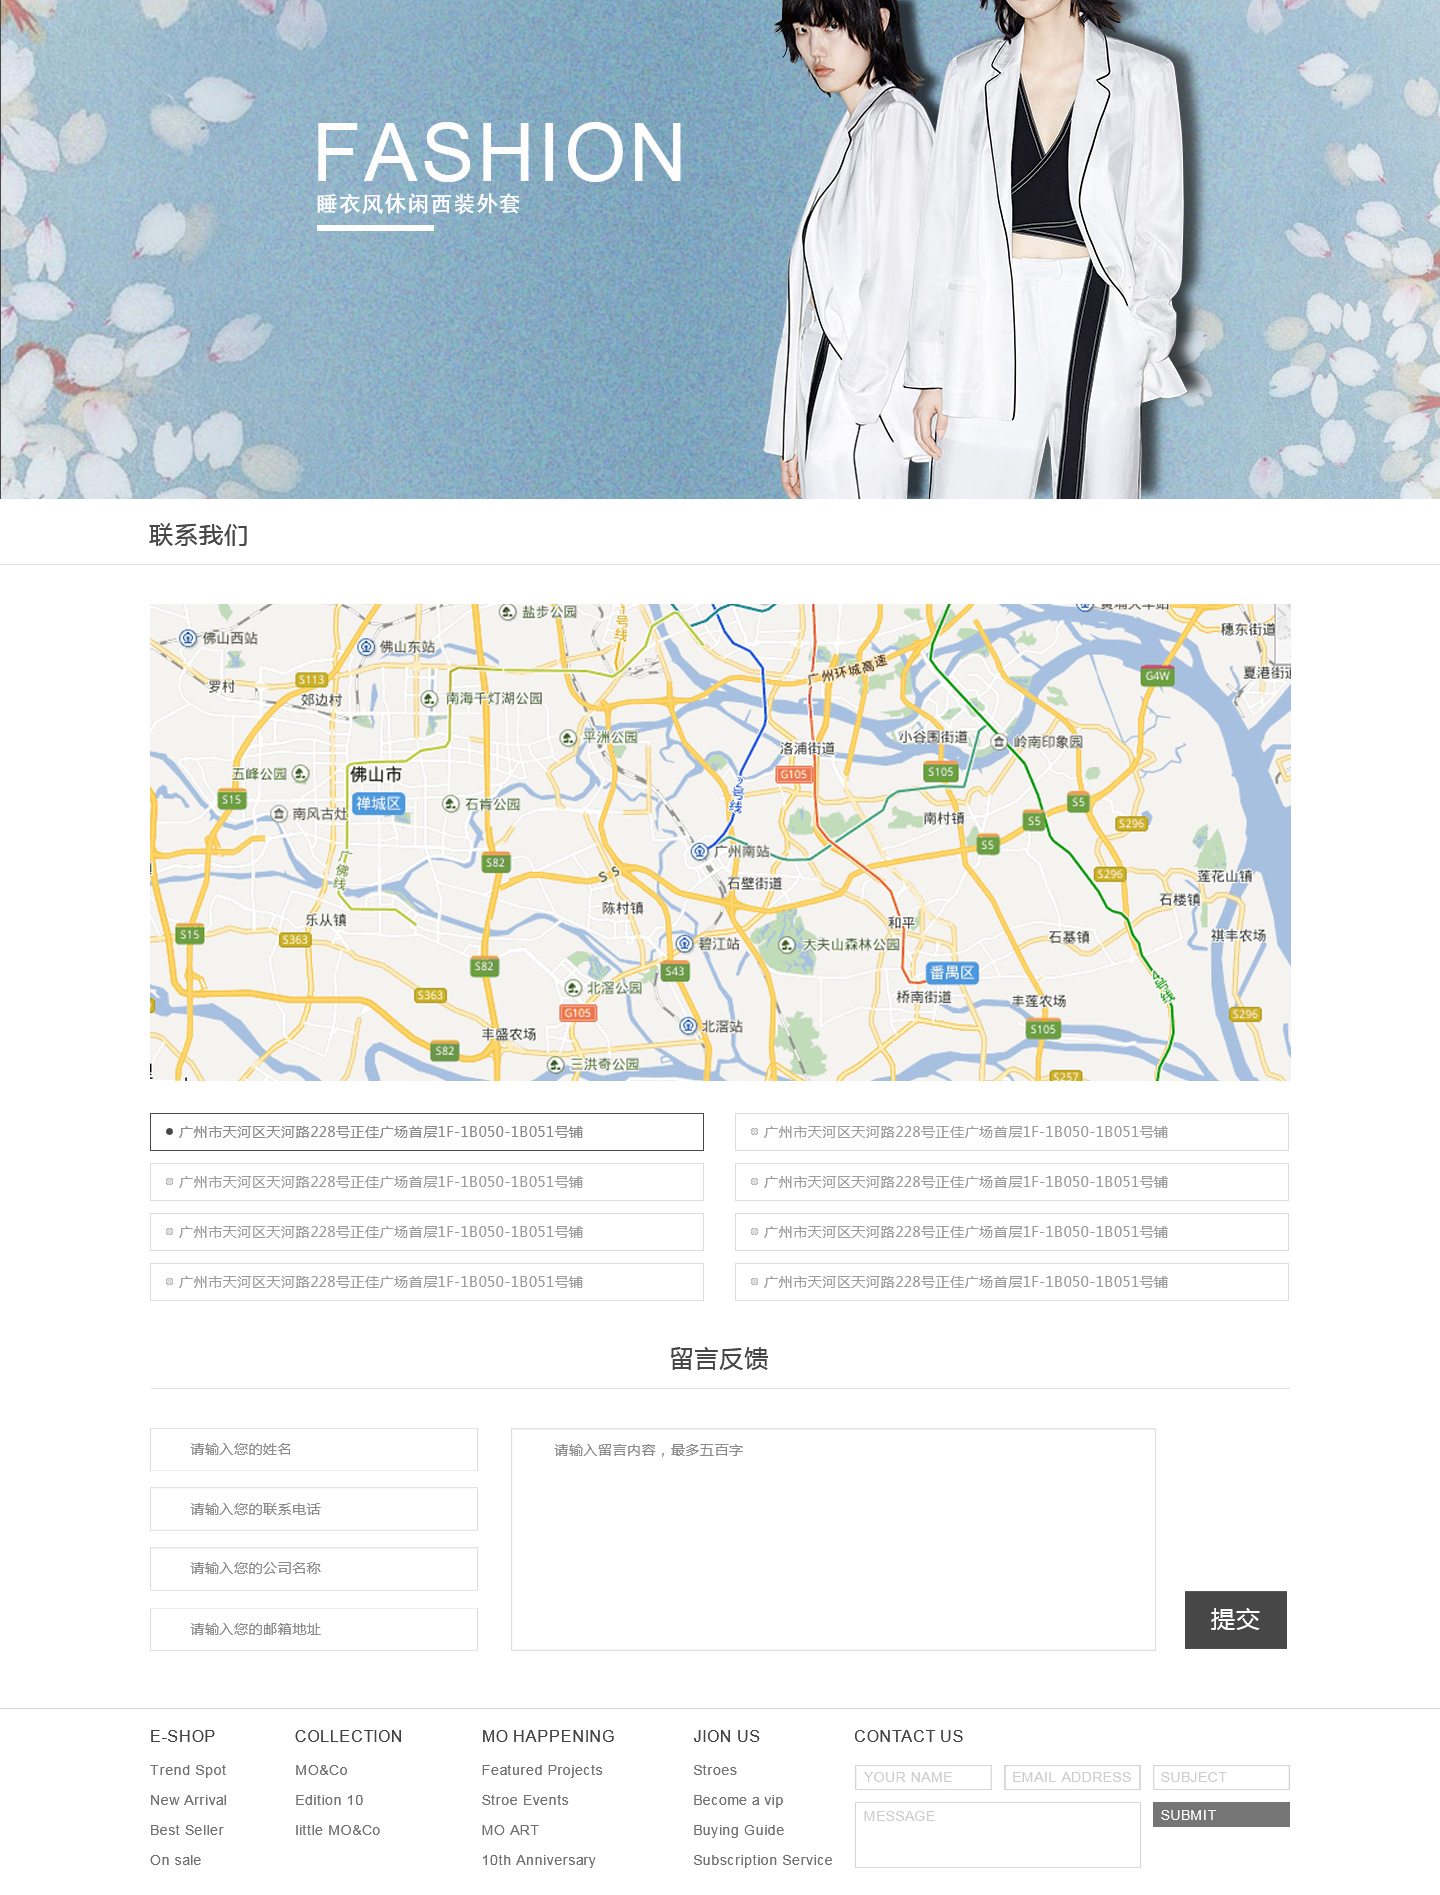 FASHION
睡衣风休闲西装外套
联系我们
盐步公园
号线
黄埔火车站
佛山西站
佛山东站
穗东街道
罗村
S113
郊边村
南海千灯湖公园
广州环城高速
G4W
夏港街道
平洲公园
洛浦街道
小谷围街道
岭南印象园
五峰公园
佛山市
G105
S105
S15
禅城区
石肯公园
2号线
S5
南风古灶
南村镇
S5
S296
广佛线
S82
广州南站
S5
S5
石壁街道
S296
莲花山镇
石楼镇
陈村镇
乐从镇
和平
S15
S363
碧江站
大夫山森林公园
石基镇
祺丰农场
S82
S43
番禺区
4号线
S363
北滘公园
桥南街道
丰莲农场
G105
S296
丰盛农场
北滘站
S105
S82
三洪奇公园
S257
广州市天河区天河路228号正佳广场首层1F-1B050-1B051号铺
广州市天河区天河路228号正佳广场首层1F-1B050-1B051号铺
广州市天河区天河路228号正佳广场首层1F-1B050-1B051号铺
广州市天河区天河路228号正佳广场首层1F-1B050-1B051号铺
广州市天河区天河路228号正佳广场首层1F-1B050-1B051号铺
广州市天河区天河路228号正佳广场首层1F-1B050-1B051号铺
广州市天河区天河路228号正佳广场首层1F-1B050-1B051号铺
广州市天河区天河路228号正佳广场首层1F-1B050-1B051号铺
留言反馈
请输入您的姓名
请输入您的联系电话
请输入您的公司名称
请输入您的邮箱地址
请输入留言内容，最多五百字
提交
E-SHOP
Trend Spot
New Arrival
Best Seller
On sale
COLLECTION
MO&Co
Edition 10
little MO&Co
MO HAPPENING
Featured Projects
Stroe Events
MO ART
10th Anniversary
JION US
Stroes
Become a vip
Buying Guide
Subscription Service
CONTACT US
YOUR NAME
EMAIL ADDRESS
SUBJECT
MESSAGE
SUBMIT